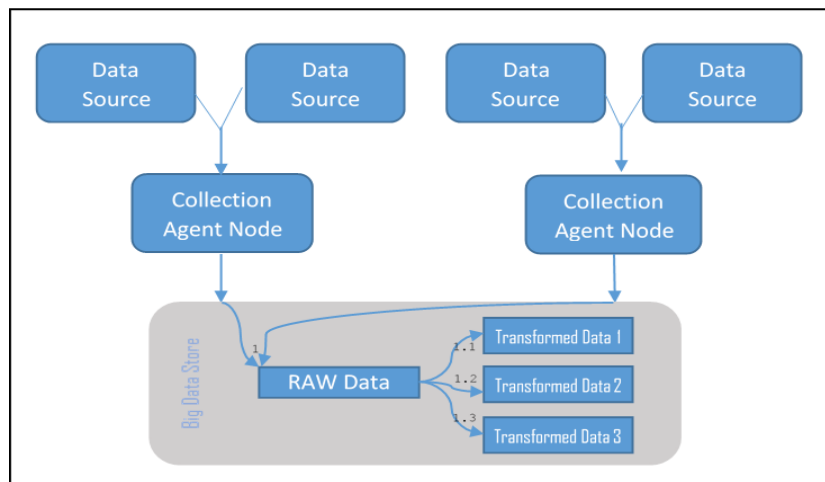 Data
Source
Data
Source
Data
Source
Data
Source
Collection
Agent Node
Collection
Agent Node
Big Data Store
1
RAW Data
1.1
Transformed Data 1
1.2
Transformed Data 2
1.3
Transformed Data 3